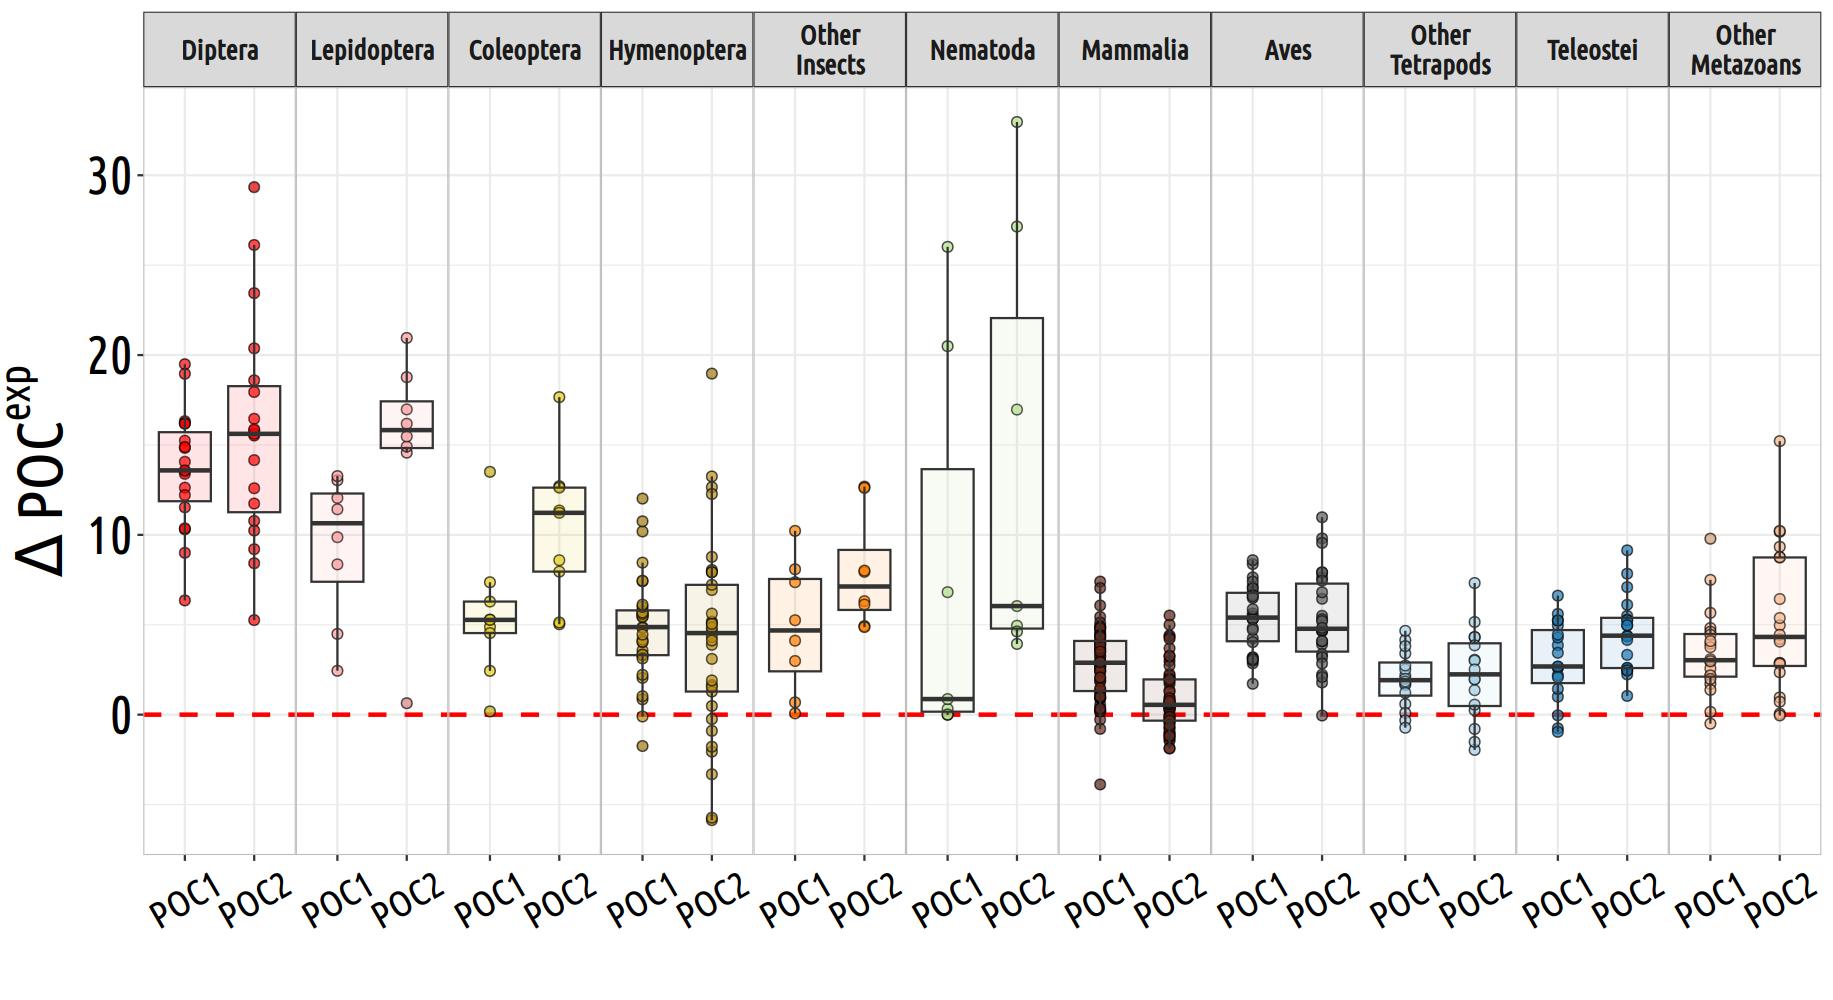 Diptera
Lepidoptera
Coleoptera
Hymenoptera
Other
Insects
Nematoda
Mammalia
Aves
Other
Tetrapods
Teleostei
Other
Metazoans
Δ POCexp
30
20
10
0
POC1
POC2
POC1
POC2
POC1
POC2
POC1
POC2
POC1
POC2
POC1
POC2
POC1
POC2
POC1
POC2
POC1
POC2
POC1
POC2
POC1
POC2